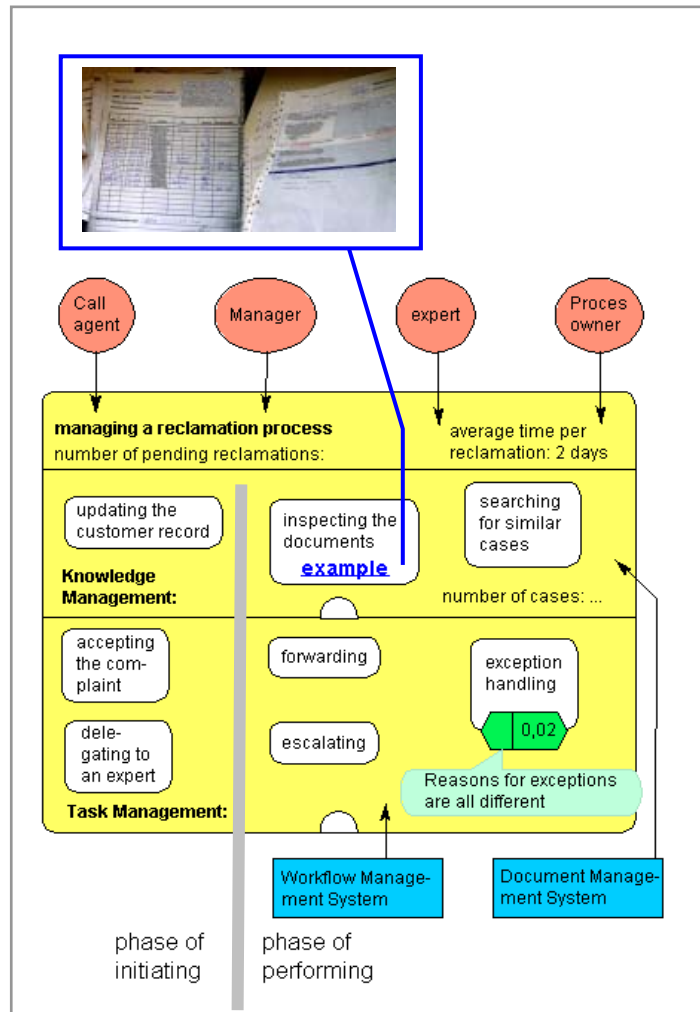 Call
agent
Manager
expert
Proces
owner
managing a reclamation process
number of pending reclamations:
average time per
reclamation: 2 days
updating the
customer record
inspecting the
documents
example
searching
for similar
cases
Knowledge
Management:
number of cases: ...
accepting
the com-
plaint
forwarding
exception
handling
dele-
gating to
an expert
escalating
0,02
Reasons for exceptions
are all different
Task Management:
Workflow Manage-
ment System
Document Manage-
ment System
phase of
initiating
phase of
performing